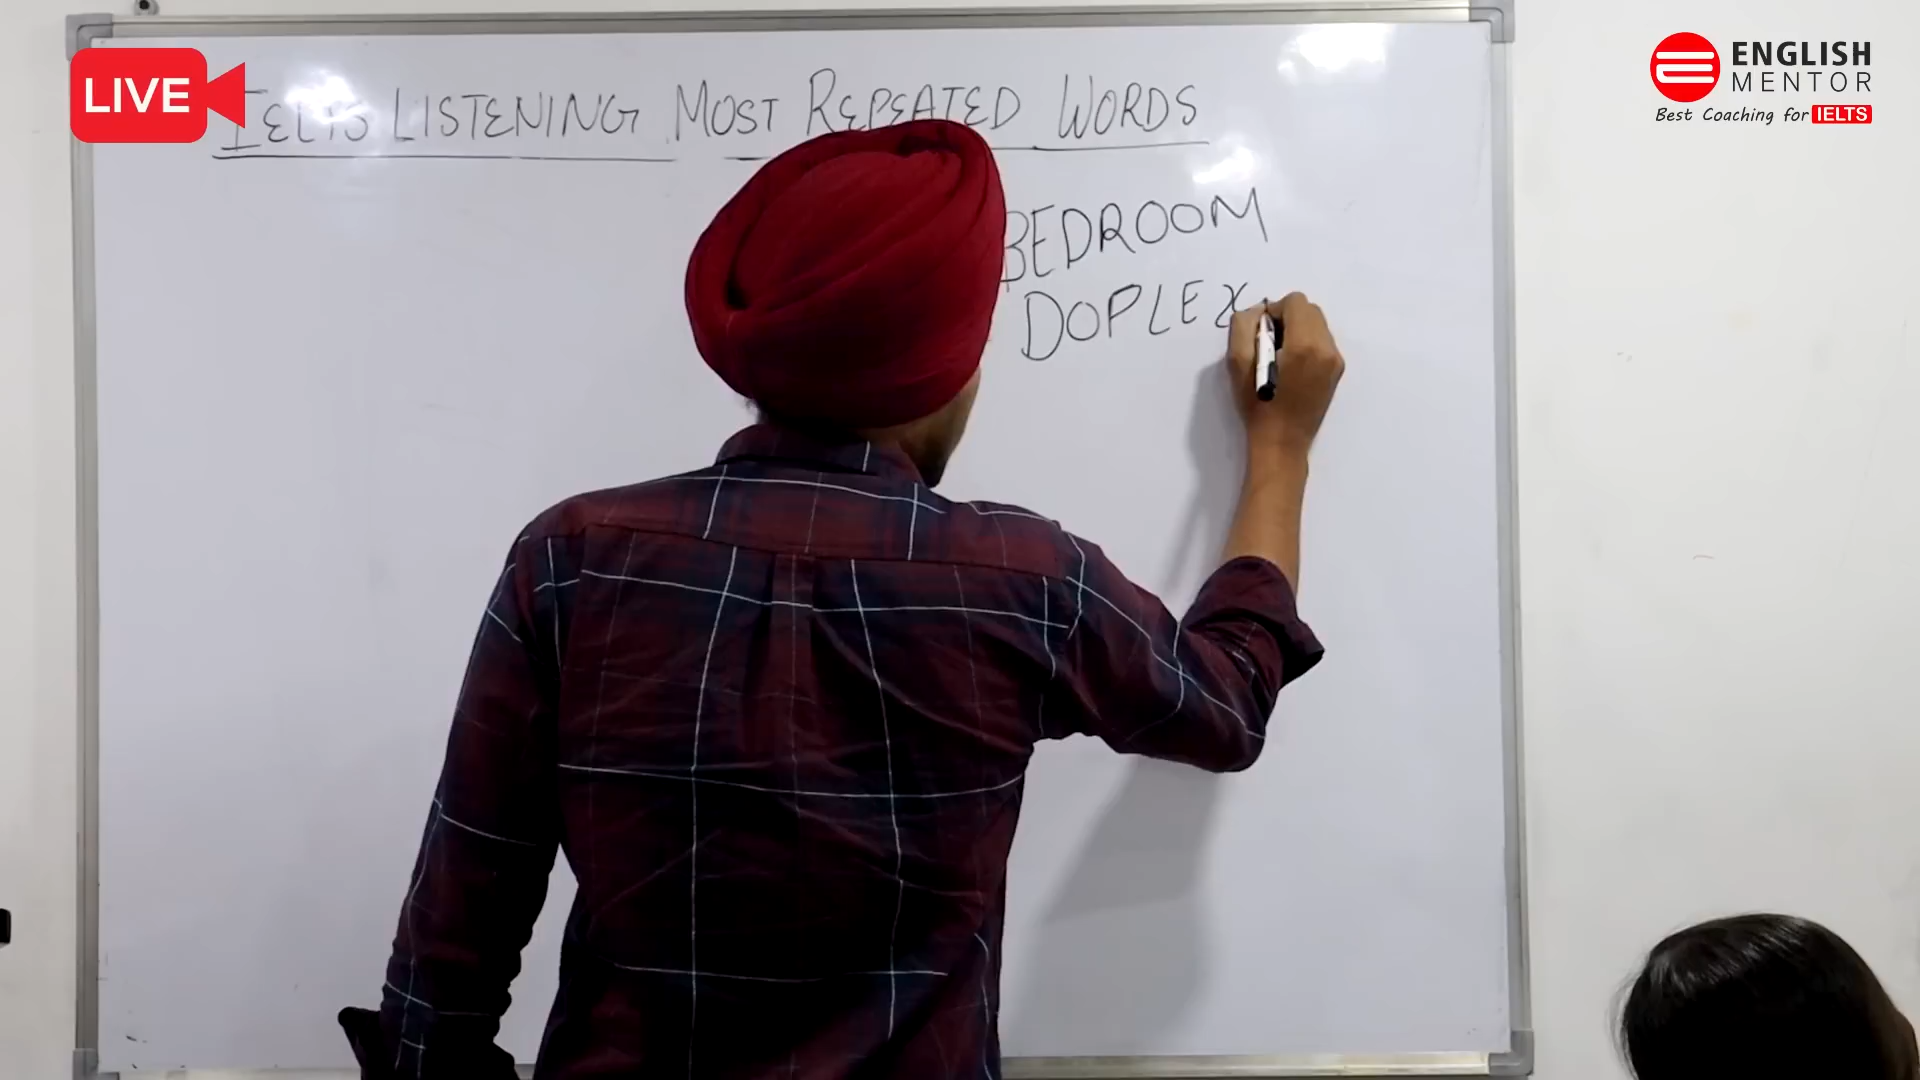 LIVE
ENGLISH
MENTOR
Best Coaching for IELTS
IELTS LISTENING MOST REPEATED WORDS
BEDROOM
DOPLEX